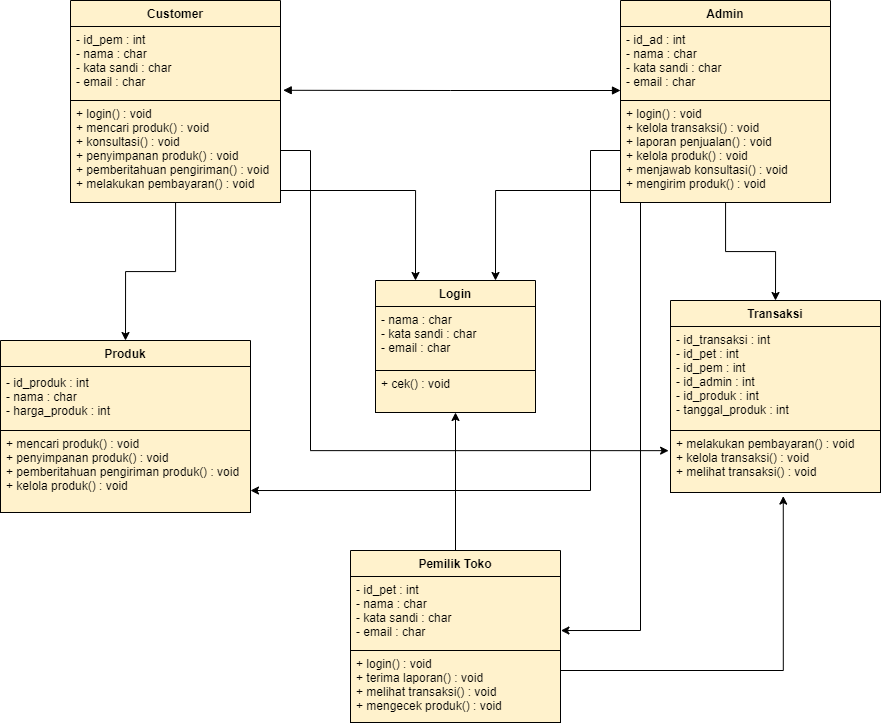 Customer
- id_pem : int
- nama : char
- kata sandi : char
- email : char
+ login() : void
+ mencari produk() : void
+ konsultasi() : void
+ penyimpanan produk() : void
+ pemberitahuan pengiriman() : void
+ melakukan pembayaran() : void
Admin
- id_ad : int
- nama : char
- kata sandi : char
- email : char
+ login() : void
+ kelola transaksi() : void
+ laporan penjualan() : void
+ kelola produk() : void
+ menjawab konsultasi() : void
+ mengirim produk() : void
Login
- nama : char
- kata sandi : char
- email : char
+ cek() : void
Transaksi
- id_transaksi : int
- id_pet : int
- id_pem : int
- id_admin : int
- id_produk : int
- tanggal_produk : int
+ melakukan pembayaran() : void
+ kelola transaksi() : void
+ melihat transaksi() : void
Produk
- id_produk : int
- nama : char
- harga_produk : int
+ mencari produk() : void
+ penyimpanan produk() : void
+ pemberitahuan pengiriman produk() : void
+ kelola produk() : void
Pemilik Toko
- id_pet : int
- nama : char
- kata sandi : char
- email : char
+ login() : void
+ terima laporan() : void
+ melihat transaksi() : void
+ mengecek produk() : void